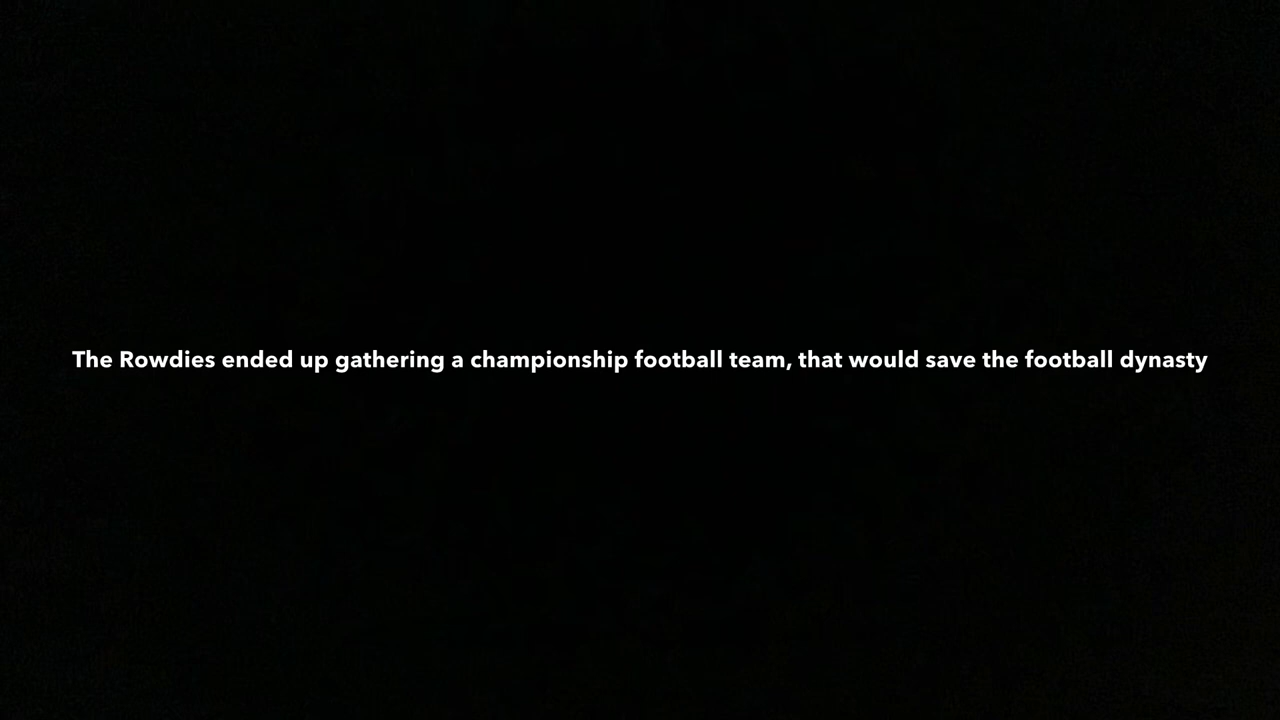 The Rowdies ended up gathering a championship football team, that would save the football dynasty